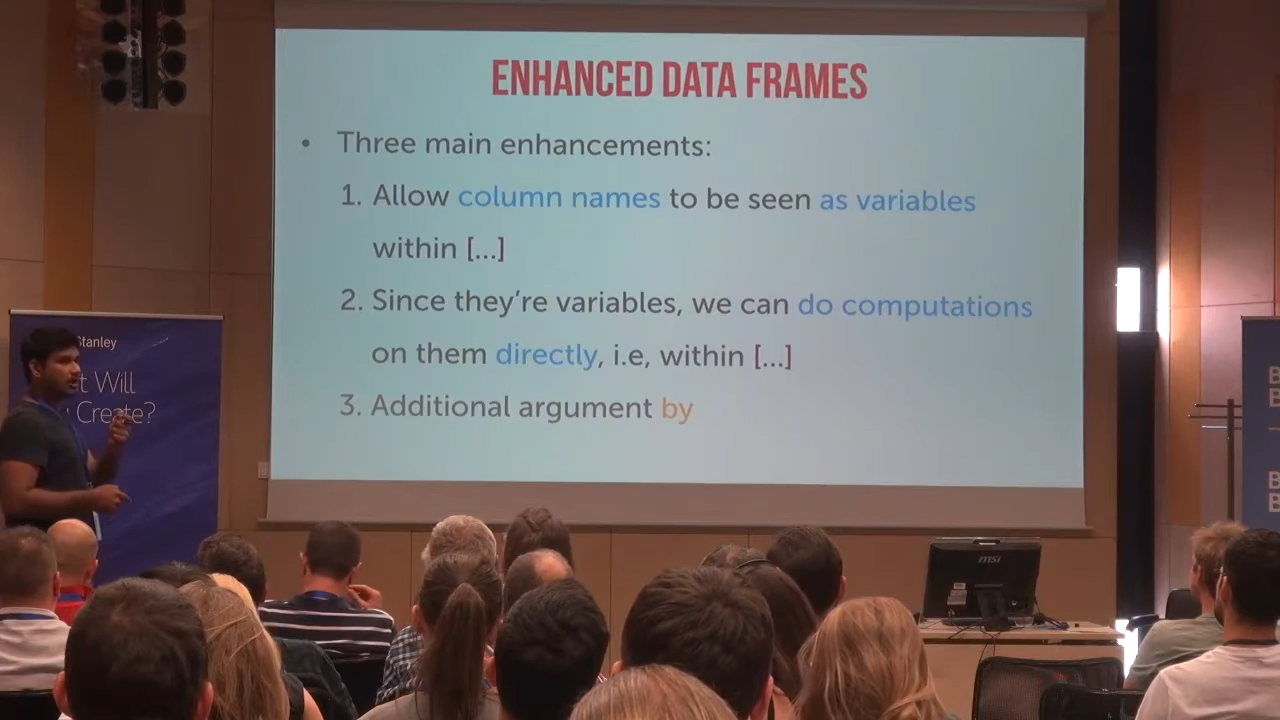 ENHANCED DATA FRAMES
• Three main enhancements:
1. Allow column names to be seen as variables
within [...]
2. Since they're variables, we can do computations
on them directly, i.e, within [...]
3. Additional argument by
Stanley
Will
Create?
msi
B
B
B
B